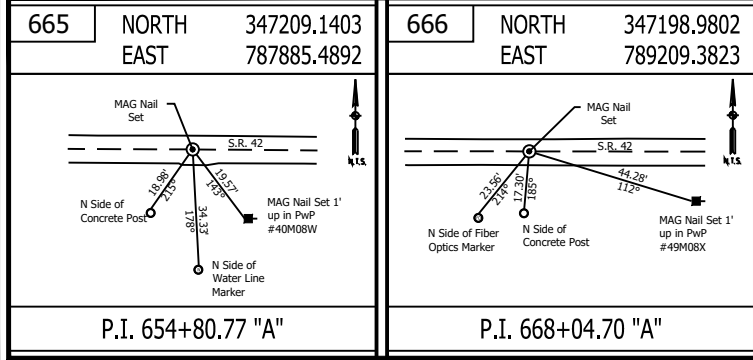 665
NORTH 347209.1403
EAST 787885.4892
MAG Nail
Set
S.R. 42
N.T.S.
18.98'
215°
19.57'
143°
34.33'
178°
N Side of
Concrete Post
MAG Nail Set 1'
up in PwP
#40M08W
N Side of
Water Line
Marker
P.I. 654+80.77 "A"
666
NORTH 347198.9802
EAST 789209.3823
MAG Nail
Set
S.R. 42
N.T.S.
23.56'
214°
17.30'
185°
44.28'
112°
N Side of Fiber
Optics Marker
N Side of
Concrete Post
MAG Nail Set 1'
up in PwP
#49M08X
P.I. 668+04.70 "A"